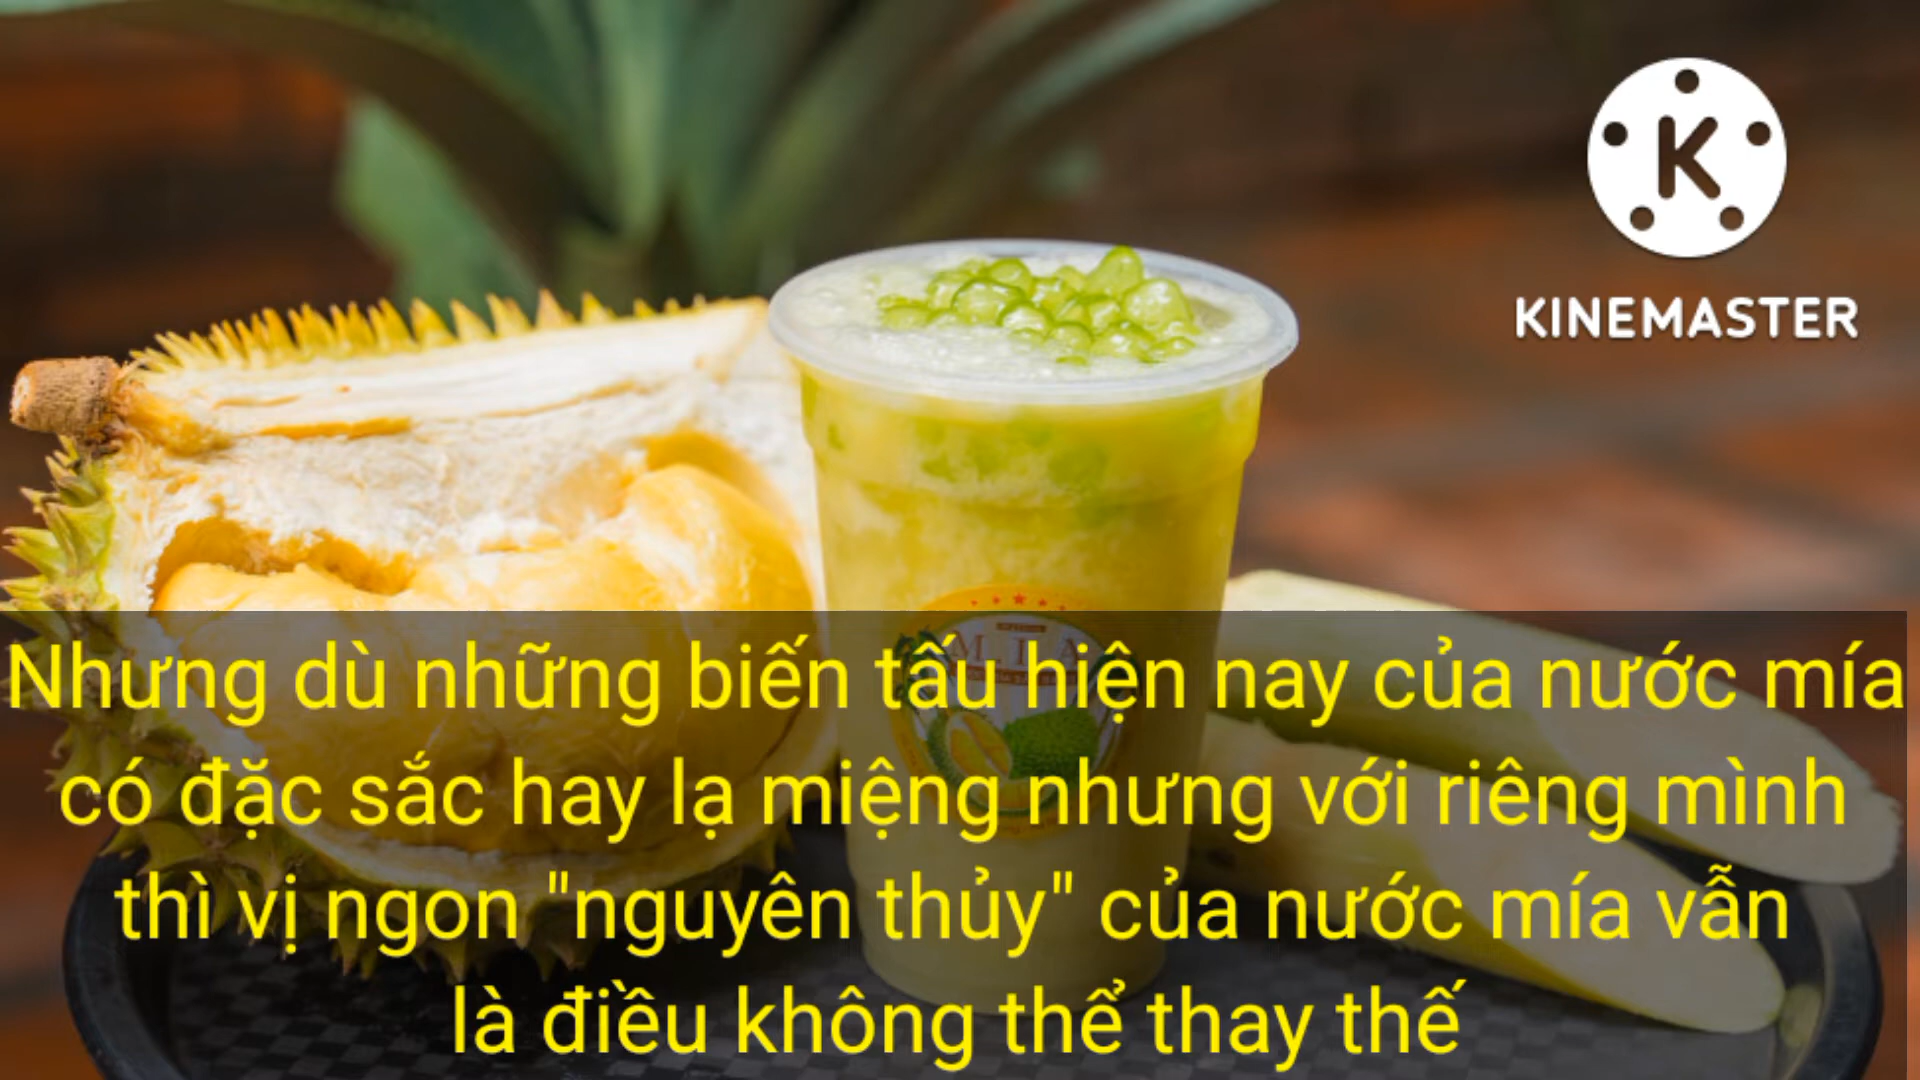 KINEMASTER
Nhưng dù những biến tấu hiện nay của nước mía
có đặc sắc hay lạ miệng nhưng với riêng mình
thì vị ngon "nguyên thủy" của nước mía vẫn
là điều không thể thay thế